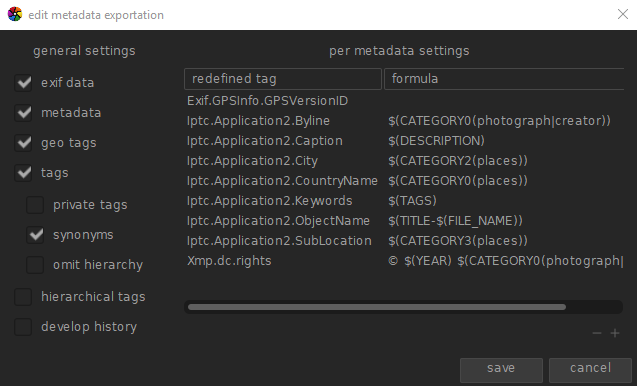 edit metadata exportation
general settings
exif data
metadata
geo tags
tags
private tags
synonyms
omit hierarchy
hierarchical tags
develop history
per metadata settings
redefined tag formula
Exif.GPSInfo.GPSVersionID
Iptc.Application2.Byline $(CATEGORY0(photograph|creator))
Iptc.Application2.Caption $(DESCRIPTION)
Iptc.Application2.City $(CATEGORY2(places))
Iptc.Application2.CountryName $(CATEGORY0(places))
Iptc.Application2.Keywords $(TAGS)
Iptc.Application2.ObjectName $(TITLE-$(FILE_NAME))
Iptc.Application2.SubLocation $(CATEGORY3(places))
Xmp.dc.rights © $(YEAR) $(CATEGORY0(photograph|
save cancel